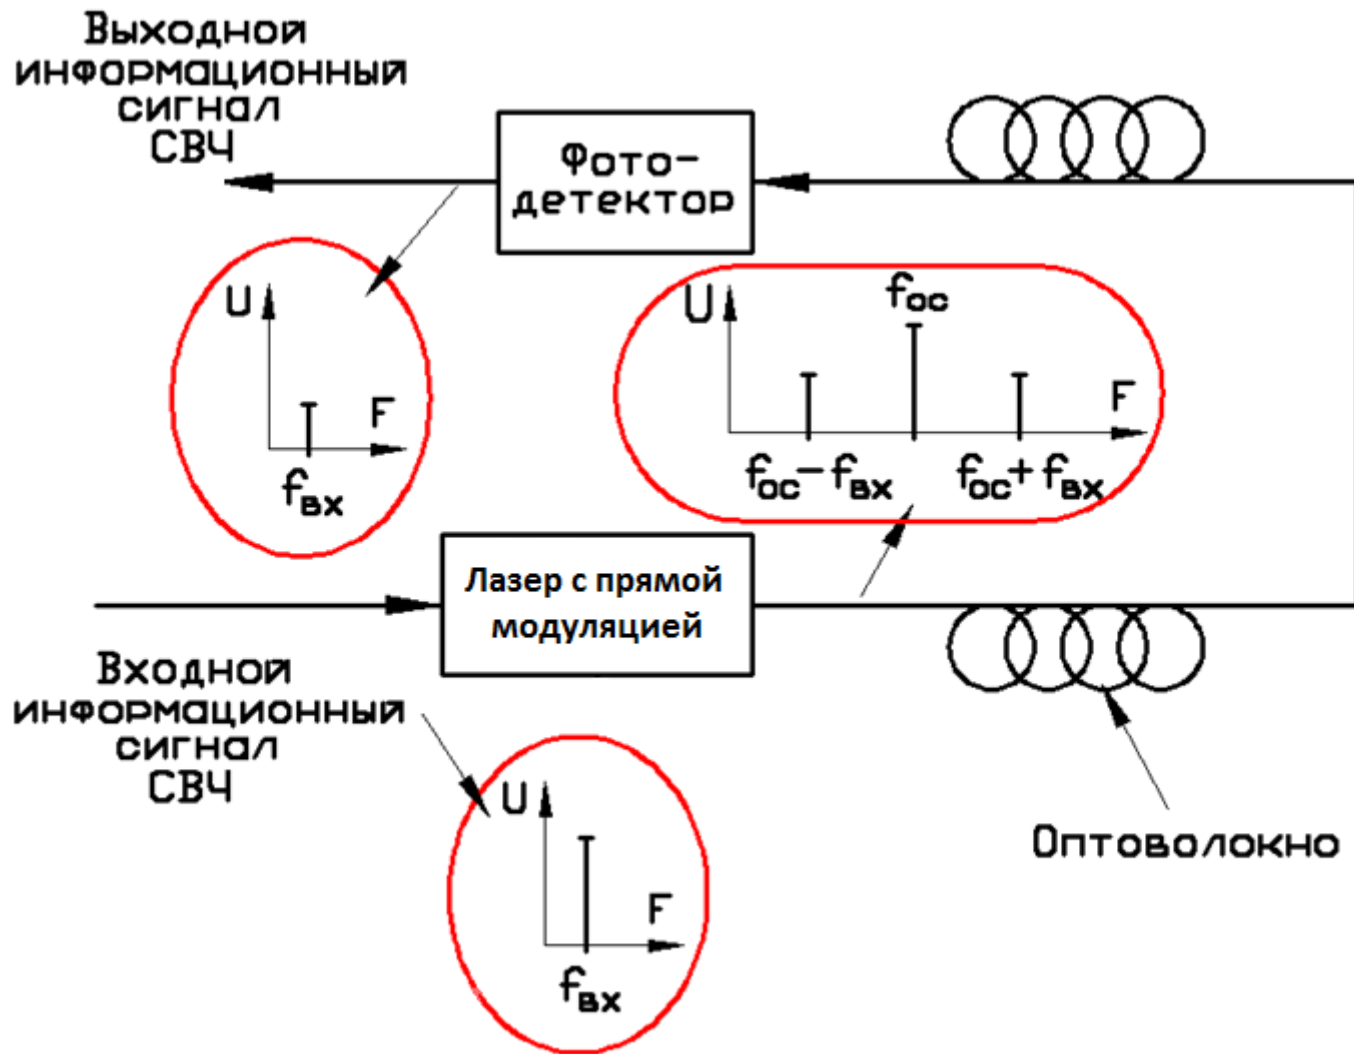 Выходной
информационный
сигнал
СВЧ
Фото-
детектор
U
F
fвх
U
fос
F
fос-fвх
fос+fвх
Лазер с прямой
модуляцией
Входной
информационный
сигнал
СВЧ
U
F
fвх
Оптоволокно